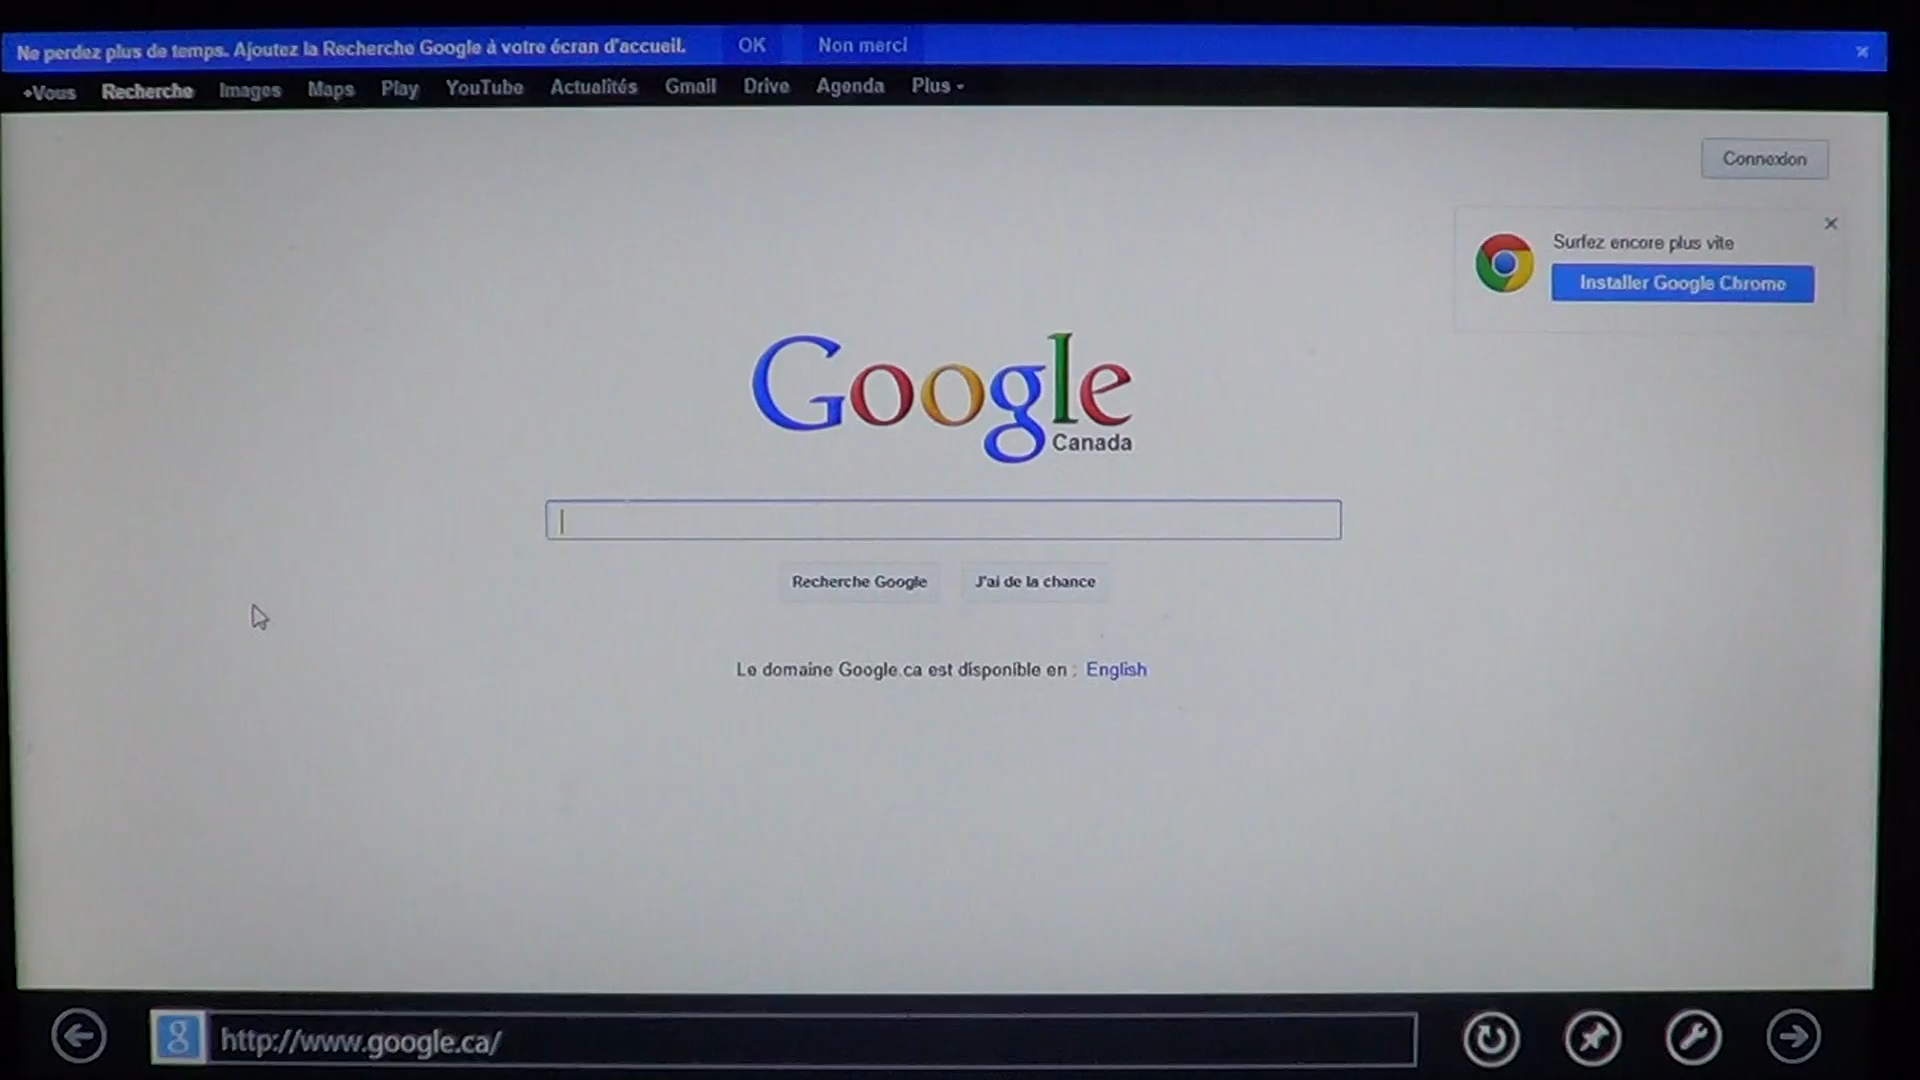 Ne perdez plus de temps. Ajoutez la Recherche Google à votre écran d'accueil. OK Non merci
+Vous Recherche Images Maps Play YouTube Actualités Gmail Drive Agenda Plus
Connexion
Surfez encore plus vite
Installer Google Chrome
Google
Canada
Recherche Google J'ai de la chance
Le domaine Google.ca est disponible en : English
g http://www.google.ca/